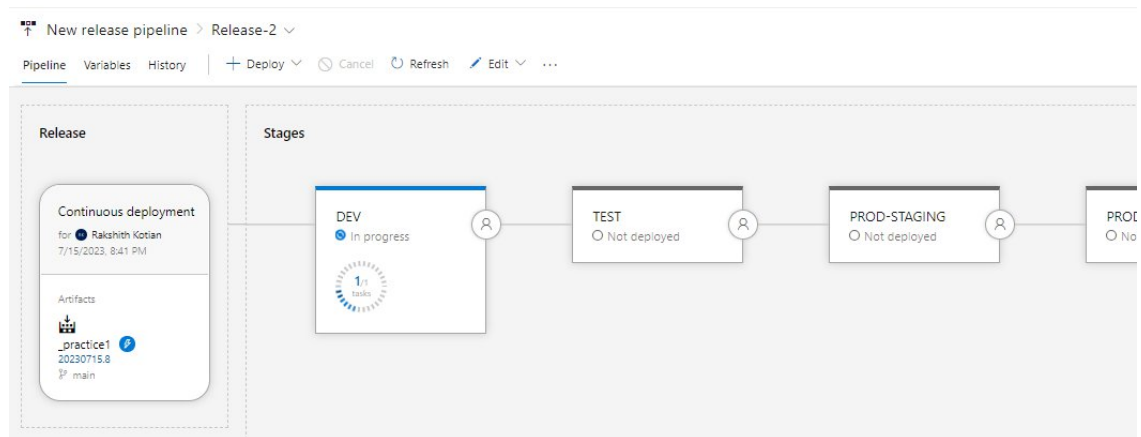 New release pipeline > Release-2
Pipeline Variables History + Deploy Cancel Refresh Edit ...
Release
Stages
Continuous deployment
for Rakshith Kotian
7/15/2023, 8:41 PM
Artifacts
_practice1
20230715.8
main
DEV
In progress
1/1
tasks
TEST
Not deployed
PROD-STAGING
Not deployed
PROD
No